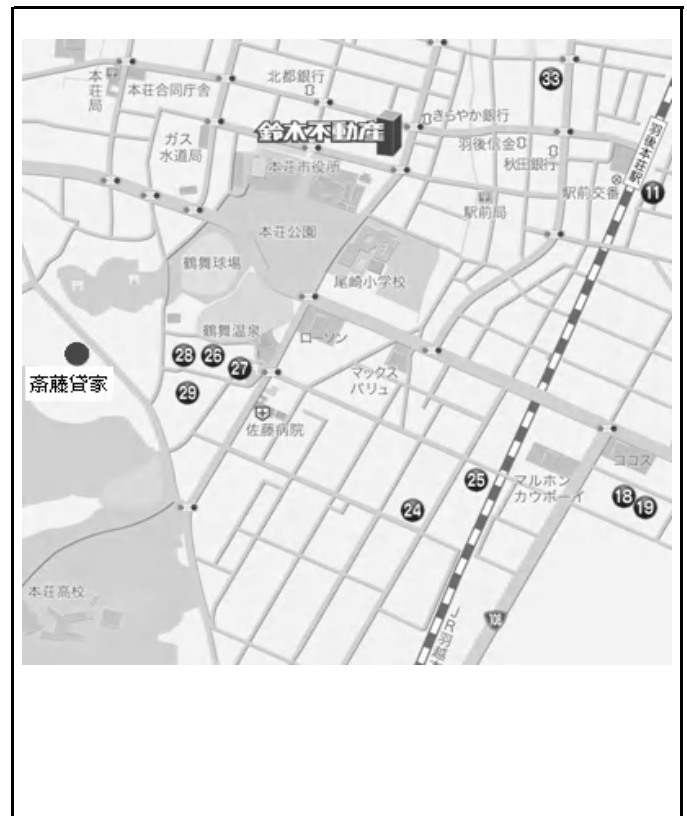 本荘
局
本荘合同庁舎
北都銀行
33
きらやか銀行
鈴木不動産
ガス
水道局
羽後信金
秋田銀行
羽後本荘駅
本荘市役所
駅前交番
11
駅前局
本荘公園
鶴舞球場
尾崎小学校
鶴舞温泉
ローソン
28
26
27
マックス
バリュ
斎藤貸家
29
佐藤病院
ココス
25
マルホン
カウボーイ
18
19
24
本荘高校
108
JR羽越